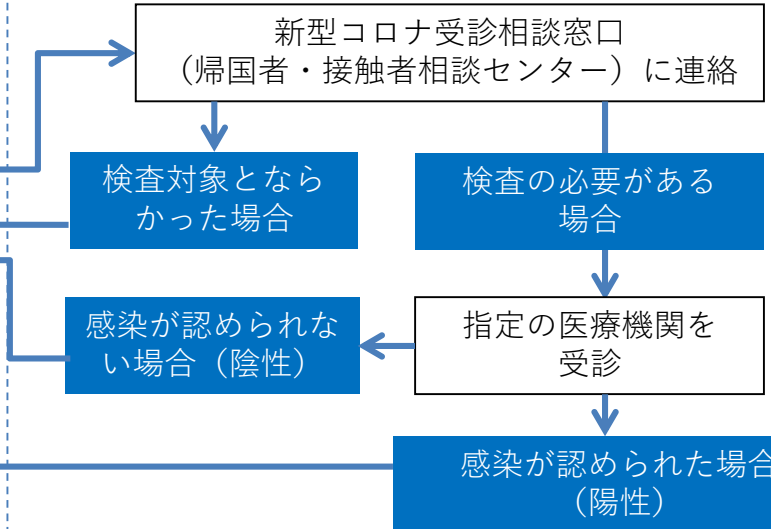 新型コロナ受診相談窓口
（帰国者・接触者相談センター）に連絡
検査対象となら
かった場合
検査の必要がある
場合
感染が認められな
い場合（陰性）
指定の医療機関を
受診
感染が認められた場合
（陽性）